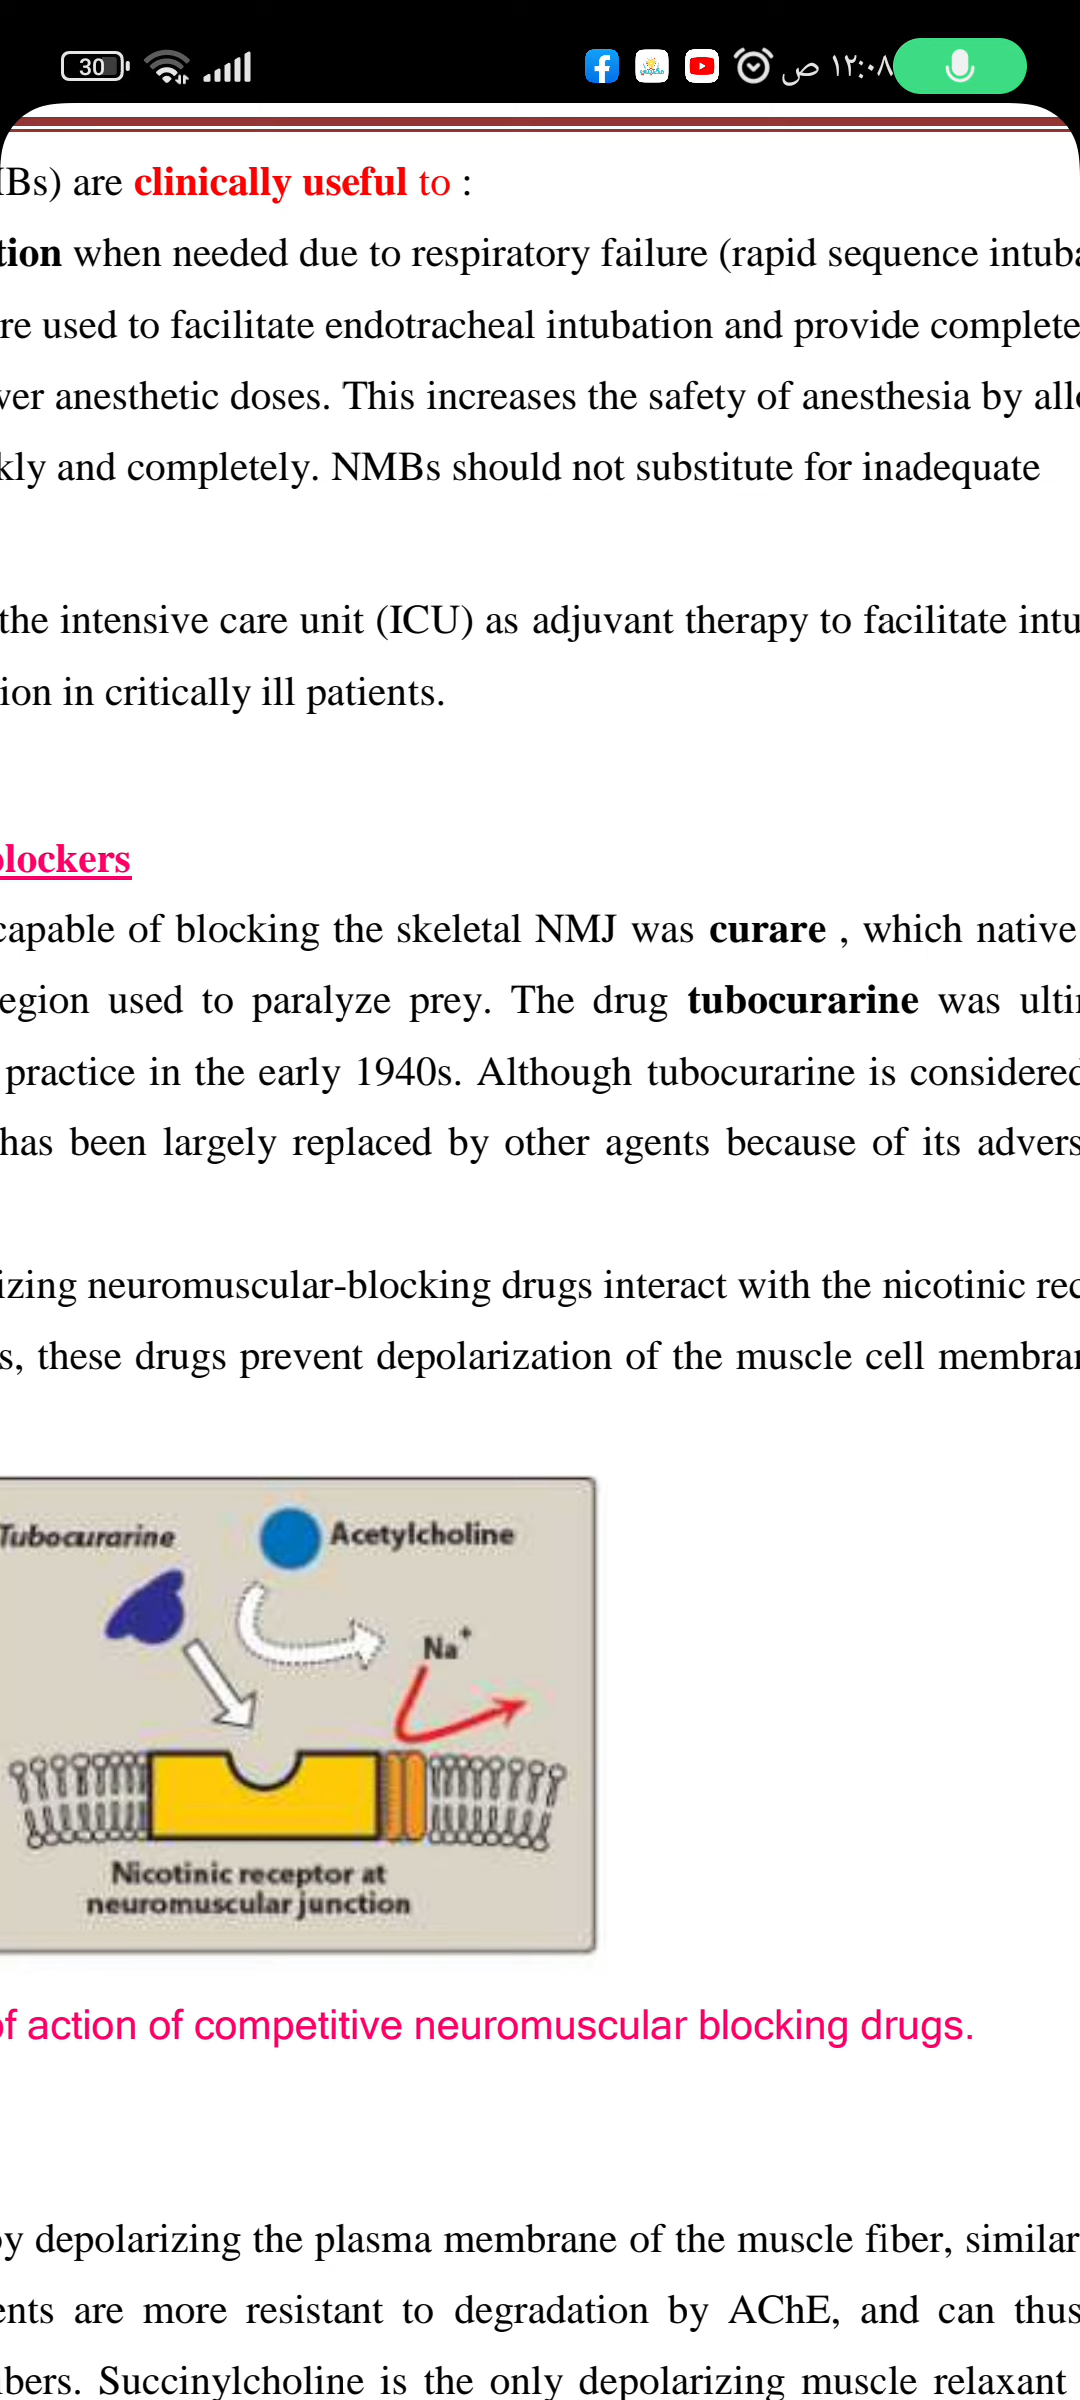 30
١٢:٠٨ ص
Bs) are clinically useful to :
tion when needed due to respiratory failure (rapid sequence intuba
re used to facilitate endotracheal intubation and provide complete
ver anesthetic doses. This increases the safety of anesthesia by allo
kly and completely. NMBs should not substitute for inadequate
the intensive care unit (ICU) as adjuvant therapy to facilitate intu
ion in critically ill patients.
lockers
capable of blocking the skeletal NMJ was curare , which native
egion used to paralyze prey. The drug tubocurarine was ulti
practice in the early 1940s. Although tubocurarine is considered
has been largely replaced by other agents because of its advers
izing neuromuscular-blocking drugs interact with the nicotinic rec
s, these drugs prevent depolarization of the muscle cell membran
Tubocurarine
Acetylcholine
Na+
Nicotinic receptor at
neuromuscular junction
of action of competitive neuromuscular blocking drugs.
by depolarizing the plasma membrane of the muscle fiber, similar
ents are more resistant to degradation by AChE, and can thus
bers. Succinylcholine is the only depolarizing muscle relaxant